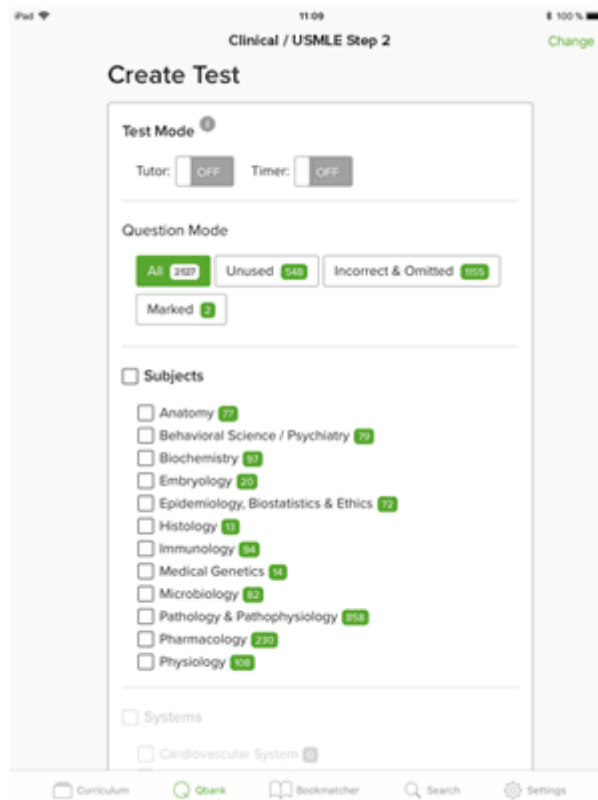 iPad 11:09 100 %
Clinical / USMLE Step 2 Change
Create Test
Test Mode i
Tutor: OFF Timer: OFF
Question Mode
All 2127 Unused 548 Incorrect & Omitted 1155
Marked 2
Subjects
Anatomy 77
Behavioral Science / Psychiatry 79
Biochemistry 97
Embryology 20
Epidemiology, Biostatistics & Ethics 72
Histology 13
Immunology 94
Medical Genetics 14
Microbiology 82
Pathology & Pathophysiology 858
Pharmacology 230
Physiology 108
Systems
Cardiovascular System 0
Curriculum Qbank Bookmatcher Search Settings